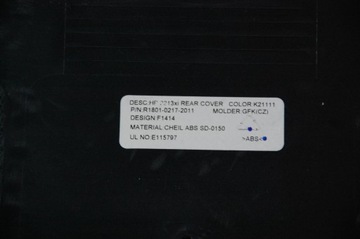 DESC:HF 2213xi REAR COVER COLOR:K21111
P/N:R1801-0217-2011 MOLDER:GFK(CZ)
DESIGN:F1414
MATERIAL:CHEIL ABS SD-0150
UL NO:E115797 >ABS<